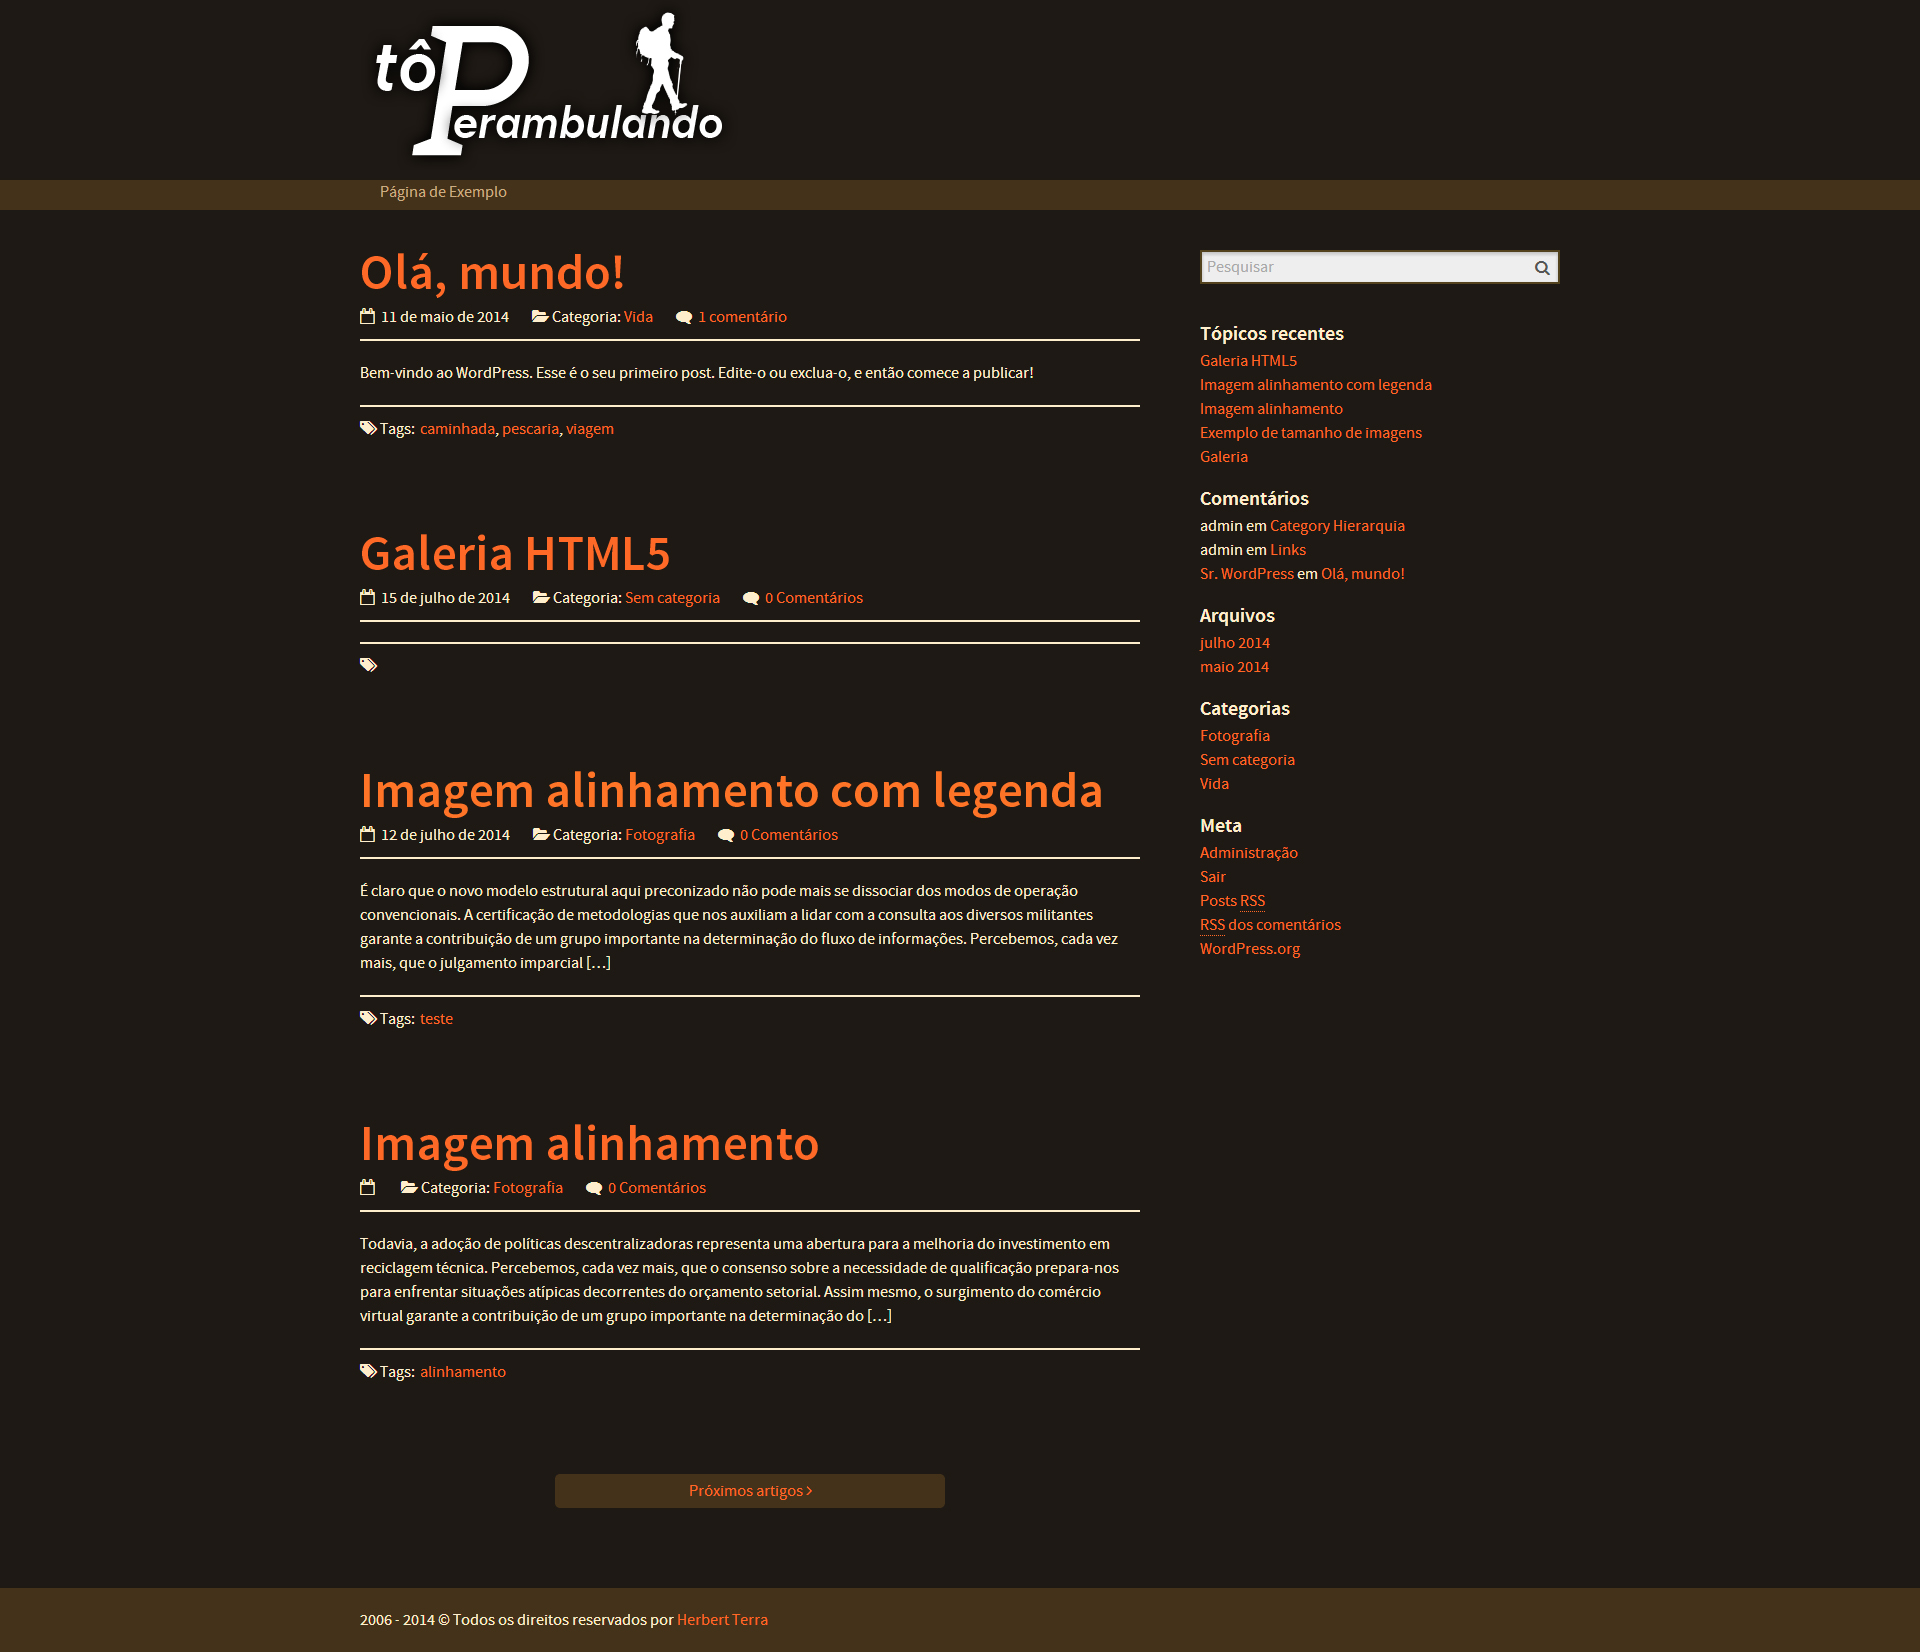 tô Perambulando
Página de Exemplo
Olá, mundo!
11 de maio de 2014 Categoria: Vida 1 comentário
Bem-vindo ao WordPress. Esse é o seu primeiro post. Edite-o ou exclua-o, e então comece a publicar!
Tags: caminhada, pescaria, viagem
Galeria HTML5
15 de julho de 2014 Categoria: Sem categoria 0 Comentários
Imagem alinhamento com legenda
12 de julho de 2014 Categoria: Fotografia 0 Comentários
É claro que o novo modelo estrutural aqui preconizado não pode mais se dissociar dos modos de operação
convencionais. A certificação de metodologias que nos auxiliam a lidar com a consulta aos diversos militantes
garante a contribuição de um grupo importante na determinação do fluxo de informações. Percebemos, cada vez
mais, que o julgamento imparcial […]
Tags: teste
Imagem alinhamento
Categoria: Fotografia 0 Comentários
Todavia, a adoção de políticas descentralizadoras representa uma abertura para a melhoria do investimento em
reciclagem técnica. Percebemos, cada vez mais, que o consenso sobre a necessidade de qualificação prepara-nos
para enfrentar situações atípicas decorrentes do orçamento setorial. Assim mesmo, o surgimento do comércio
virtual garante a contribuição de um grupo importante na determinação do […]
Tags: alinhamento
Próximos artigos
Pesquisar
Tópicos recentes
Galeria HTML5
Imagem alinhamento com legenda
Imagem alinhamento
Exemplo de tamanho de imagens
Galeria
Comentários
admin em Category Hierarquia
admin em Links
Sr. WordPress em Olá, mundo!
Arquivos
julho 2014
maio 2014
Categorias
Fotografia
Sem categoria
Vida
Meta
Administração
Sair
Posts RSS
RSS dos comentários
WordPress.org
2006 - 2014 © Todos os direitos reservados por Herbert Terra